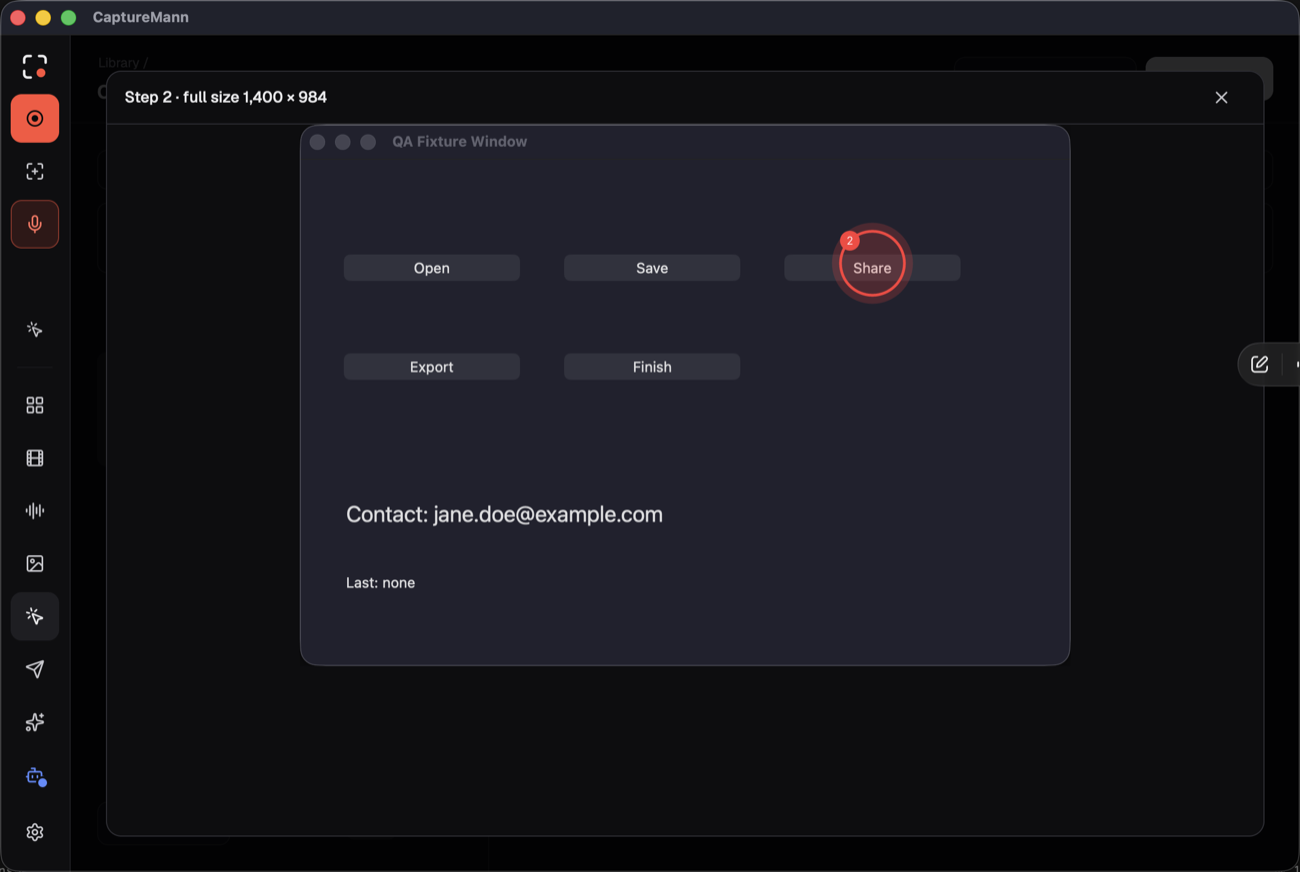 CaptureMann
Library /
Step 2 · full size 1,400 × 984
QA Fixture Window
2
Open Save Share
Export Finish
Contact: jane.doe@example.com
Last: none